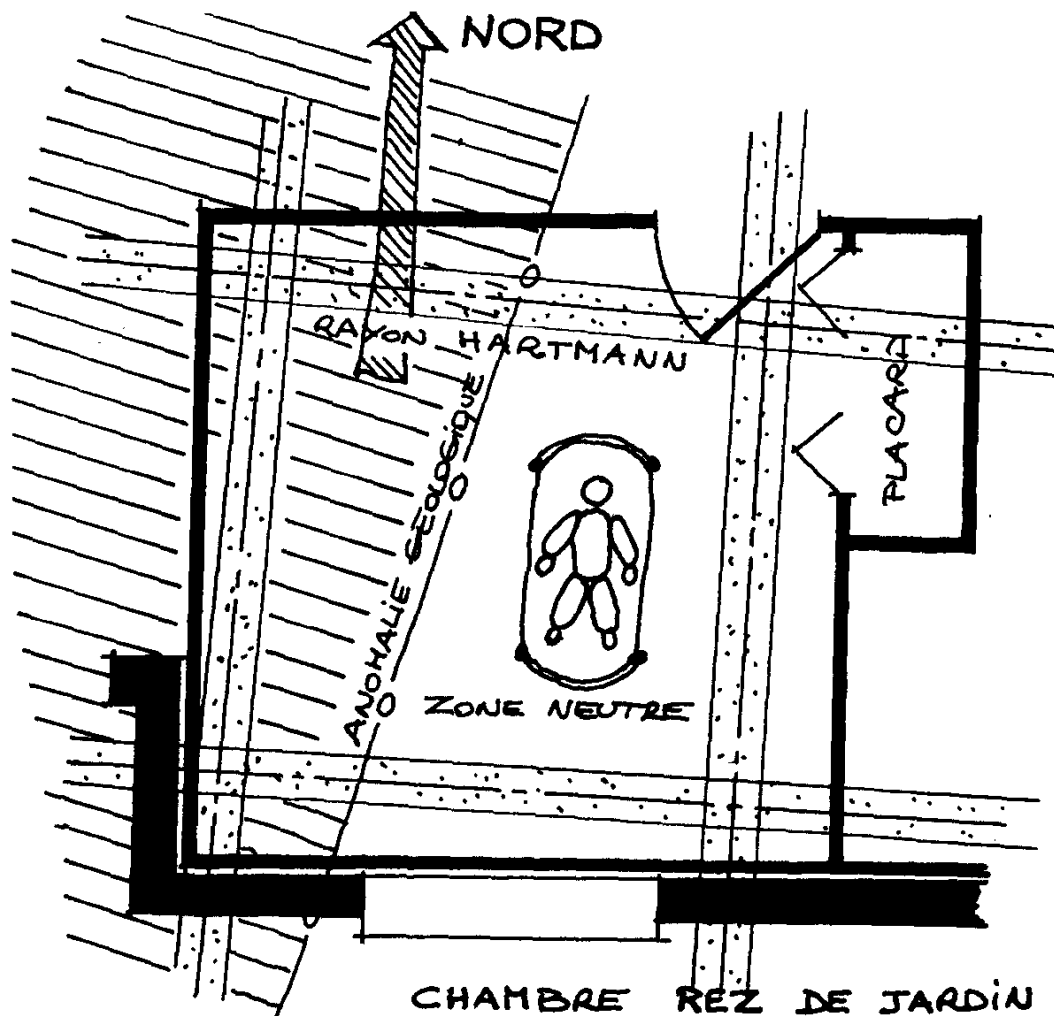 NORD
RAYON HARTMANN
ANOMALIE GÉOLOGIQUE
PLACARD
ZONE NEUTRE
CHAMBRE REZ DE JARDIN